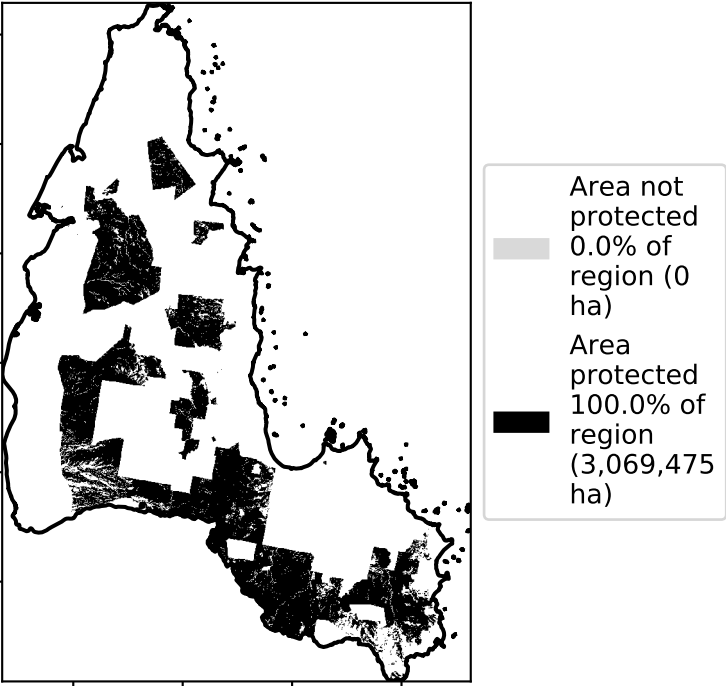 Area not
protected
0.0% of
region (0
ha)
Area
protected
100.0% of
region
(3,069,475
ha)